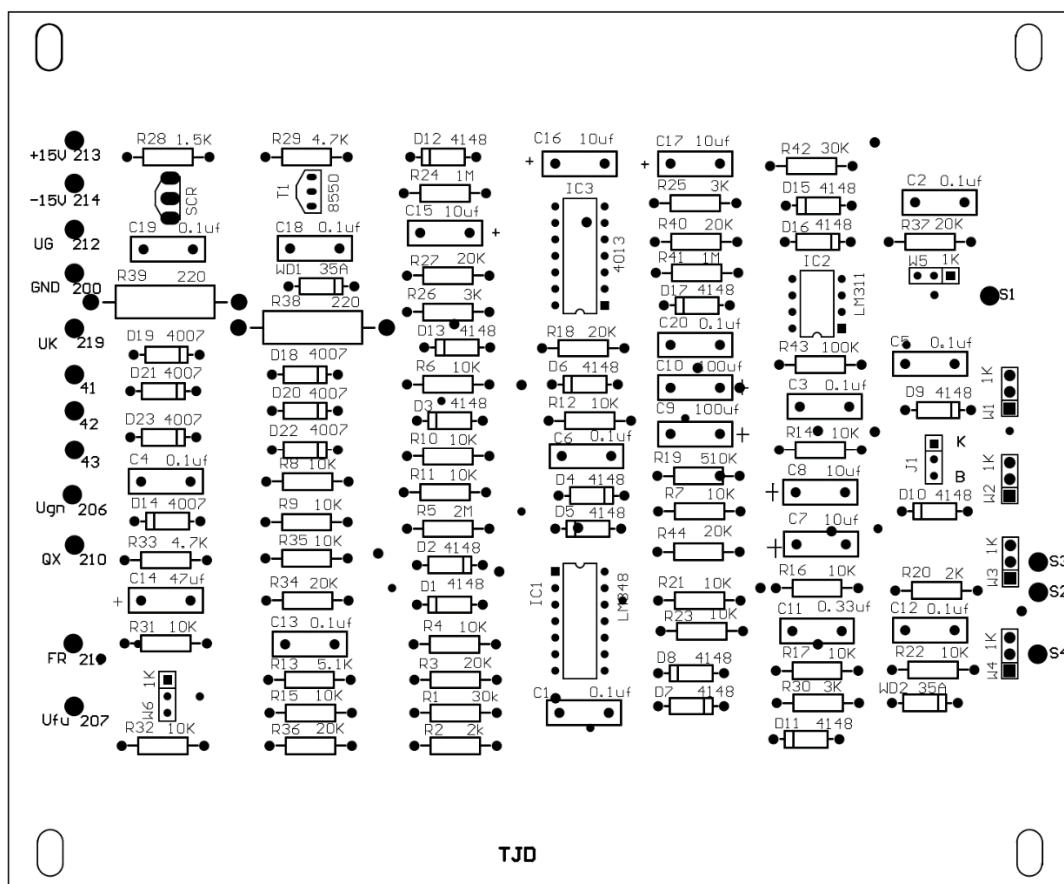 +15V 213
-15V 214
UG 212
GND 200
UK 219
41
42
43
Ugn 206
QX 210
FR
Ufu 207
R28 1.5K
SCR
C19 0.1uf
R39 220
D19 4007
D21 4007
D23 4007
C4 0.1uf
D14 4007
R33 4.7K
C14 47uf
+
R31 10K
1K
W6
R32 10K
R29 4.7K
T1 8550
C18 0.1uf
WD1 35A
R38 220
D18 4007
D20 4007
D22 4007
R8 10K
R9 10K
R35 10K
R34 20K
C13 0.1uf
R13 5.1K
R15 10K
R36 20K
D12 4148
R24 1M
C15 10uf
+
R27 20K
R26 3K
D13 4148
R6 10K
D3 4148
R10 10K
R11 10K
R5 2M
D2 4148
D1 4148
R4 10K
R3 20K
R1 30k
R2 2k
C16 10uf
+
IC3
4013
R18 20K
D6 4148
R12 10K
C6 0.1uf
D4 4148
D5 4148
IC1
LM348
C1 0.1uf
C17 10uf
+
R25 3K
R40 20K
R41 1M
D17 4148
C20 0.1uf
C10 100uf
+
C9 100uf
+
R19 510K
R7 10K
R44 20K
R21 10K
R23 10K
D8 4148
D7 4148
R42 30K
D15 4148
D16 4148
IC2
LM311
R43 100K
C3 0.1uf
R14 10K
C8 10uf
+
C7 10uf
+
R16 10K
C11 0.33uf
R17 10K
R30 3K
D11 4148
C2 0.1uf
R37 20K
W5 1K
S1
C5 0.1uf
D9 4148
1K
W1
J1
K
B
1K
W2
D10 4148
1K
W3
S3
S2
R20 2K
C12 0.1uf
1K
W4
S4
R22 10K
WD2 35A
TJD